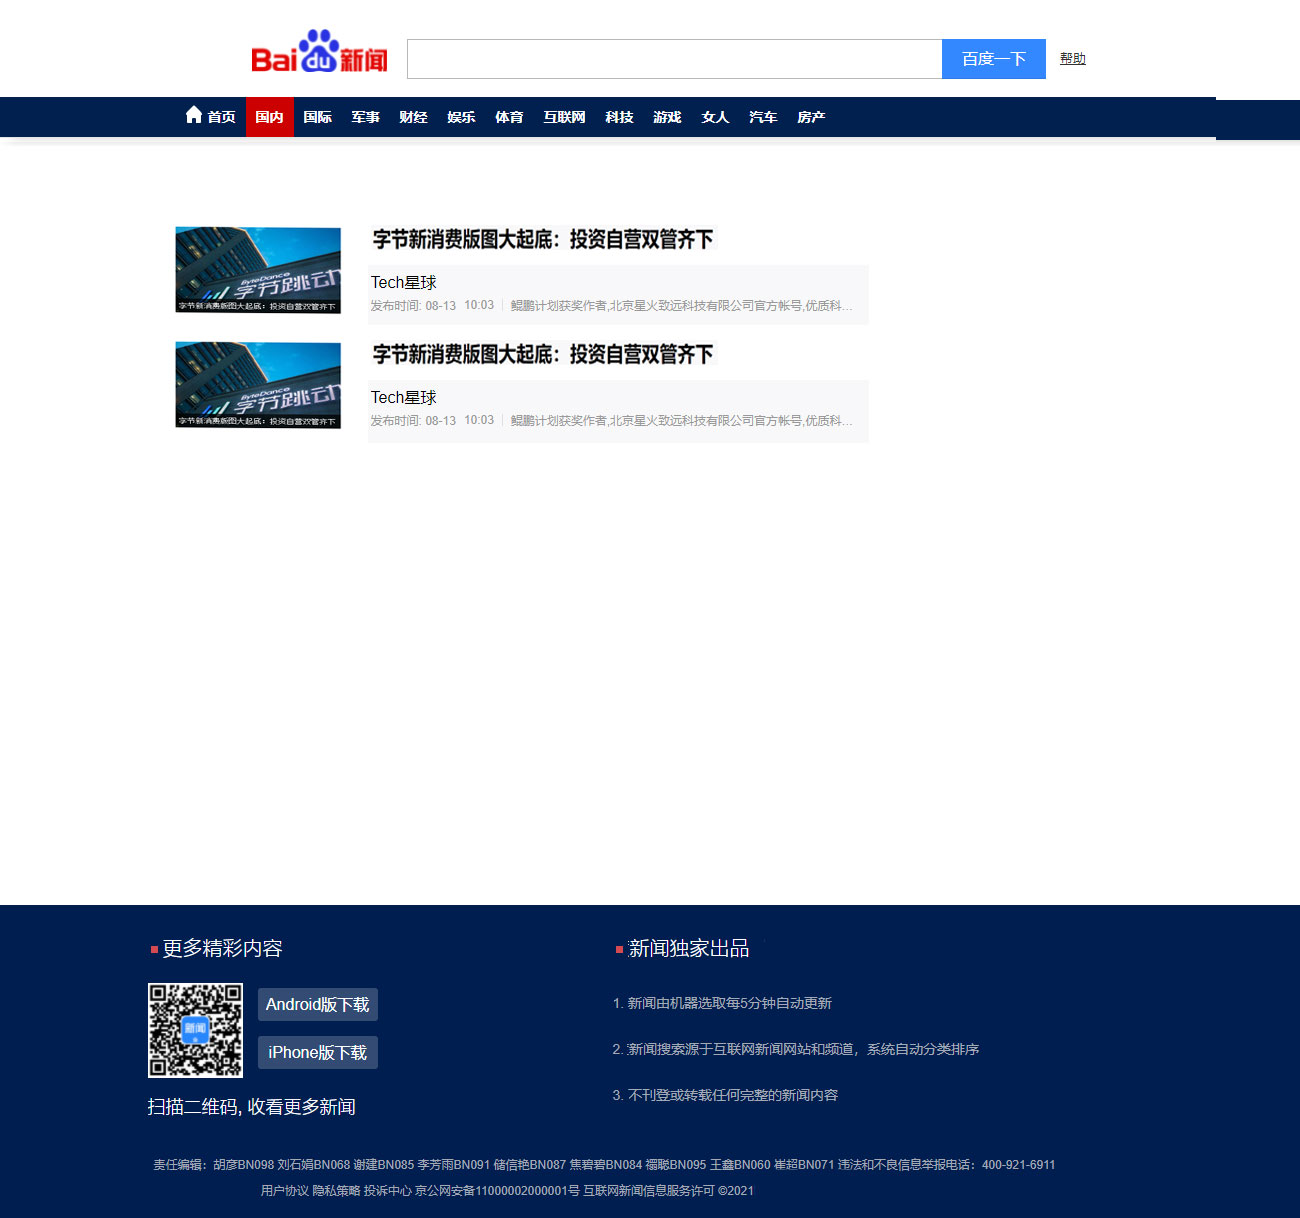 Baidu新闻 百度一下 帮助
首页 国内 国际 军事 财经 娱乐 体育 互联网 科技 游戏 女人 汽车 房产
字节新消费版图大起底：投资自营双管齐下
ByteDance
字节跳动
字节新消费版图大起底：投资自营双管齐下
Tech星球
发布时间: 08-13 10:03 鲲鹏计划获奖作者,北京星火致远科技有限公司官方帐号,优质科…
字节新消费版图大起底：投资自营双管齐下
ByteDance
字节跳动
字节新消费版图大起底：投资自营双管齐下
Tech星球
发布时间: 08-13 10:03 鲲鹏计划获奖作者,北京星火致远科技有限公司官方帐号,优质科…
更多精彩内容
新闻
Android版下载
iPhone版下载
扫描二维码, 收看更多新闻
新闻独家出品
1. 新闻由机器选取每5分钟自动更新
2. 新闻搜索源于互联网新闻网站和频道，系统自动分类排序
3. 不刊登或转载任何完整的新闻内容
责任编辑：胡彦BN098 刘石娟BN068 谢建BN085 李芳雨BN091 储信艳BN087 焦碧碧BN084 禤聪BN095 王鑫BN060 崔超BN071 违法和不良信息举报电话：400-921-6911
用户协议 隐私策略 投诉中心 京公网安备11000002000001号 互联网新闻信息服务许可 ©2021